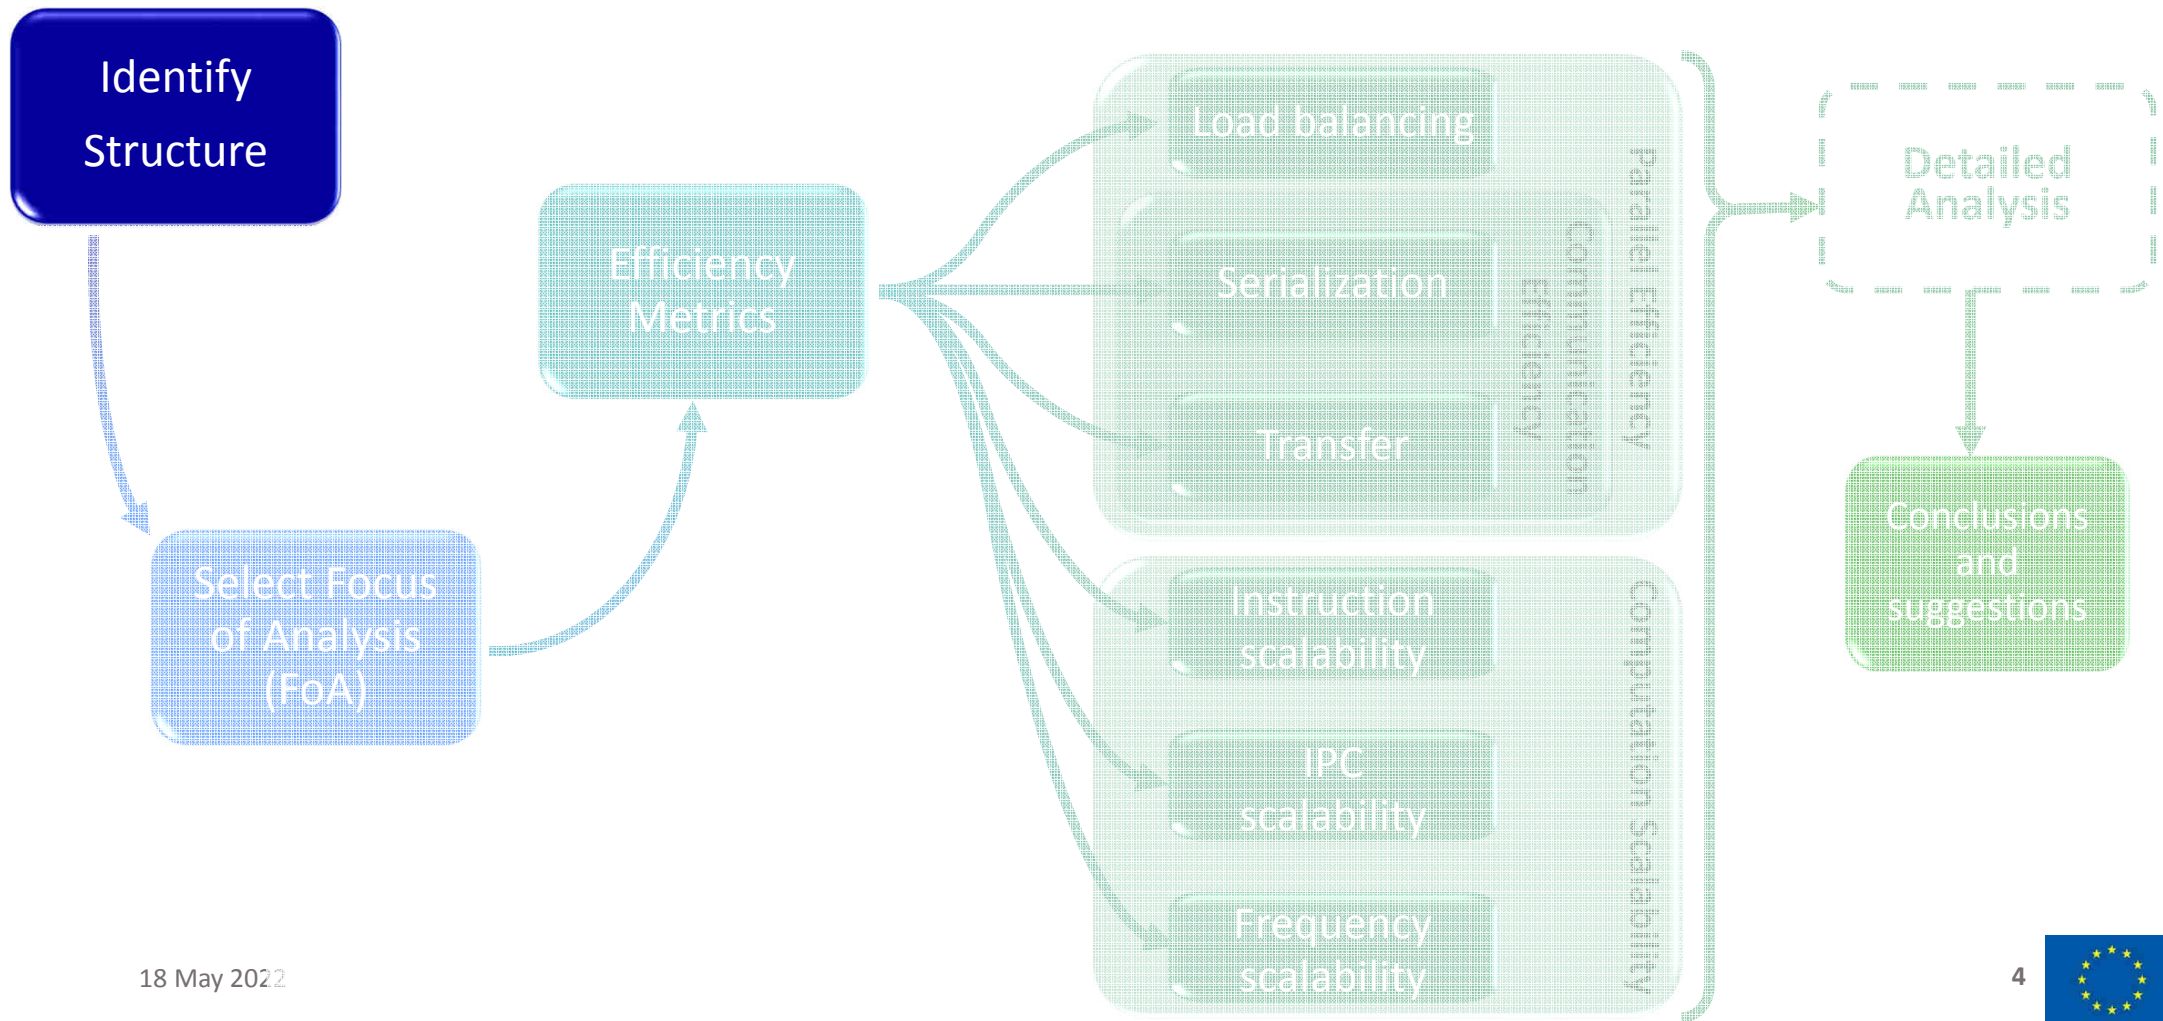 Identify
Structure
Select Focus
of Analysis
(FoA)
Efficiency
Metrics
Load balancing
Serialization
Transfer
Communication
Efficiency
Parallel Efficiency
Instruction
scalability
IPC
scalability
Frequency
scalability
Computation Scalability
Detailed
Analysis
Conclusions
and
suggestions
18 May 2022
4